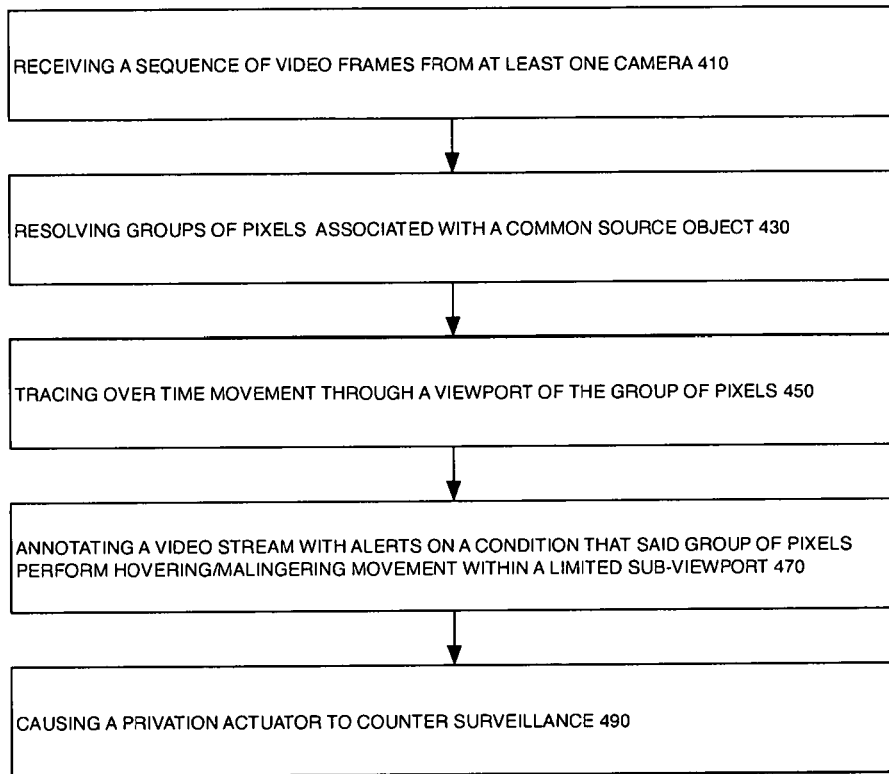 RECEIVING A SEQUENCE OF VIDEO FRAMES FROM AT LEAST ONE CAMERA 410
RESOLVING GROUPS OF PIXELS ASSOCIATED WITH A COMMON SOURCE OBJECT 430
TRACING OVER TIME MOVEMENT THROUGH A VIEWPORT OF THE GROUP OF PIXELS 450
ANNOTATING A VIDEO STREAM WITH ALERTS ON A CONDITION THAT SAID GROUP OF PIXELS
PERFORM HOVERING/MALINGERING MOVEMENT WITHIN A LIMITED SUB-VIEWPORT 470
CAUSING A PRIVATION ACTUATOR TO COUNTER SURVEILLANCE 490